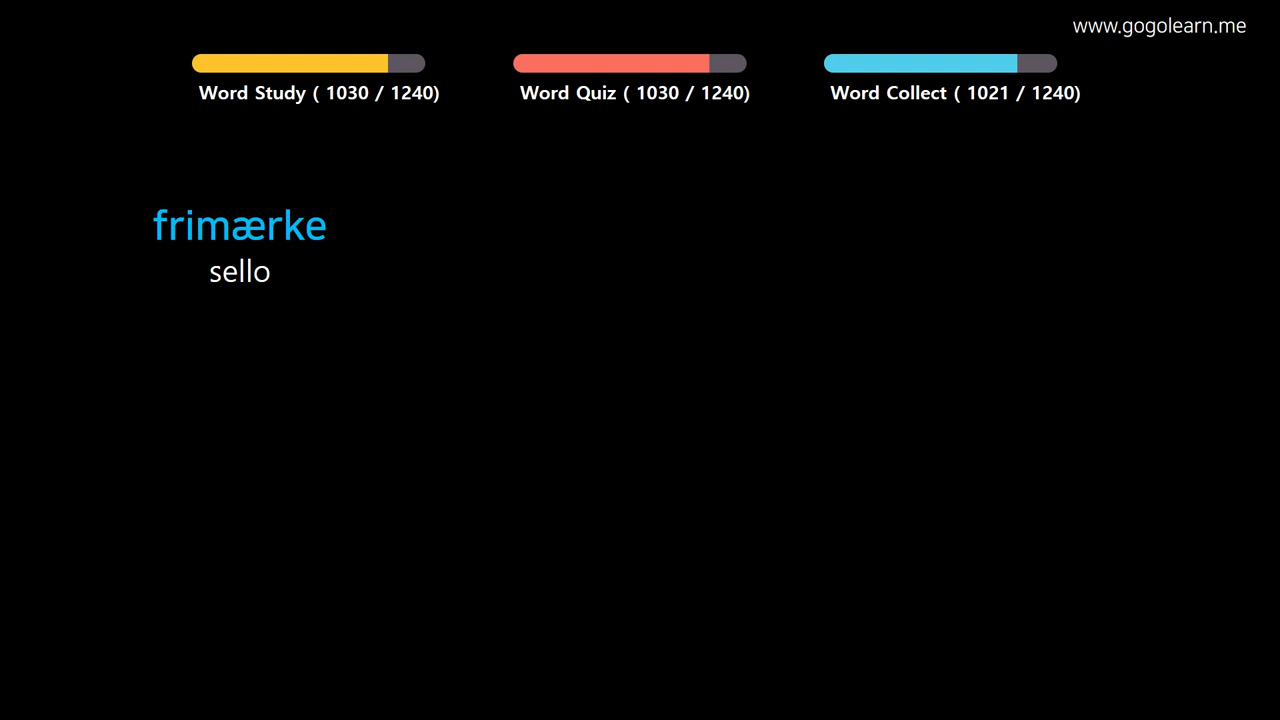 www.gogolearn.me
Word Study ( 1030 / 1240)
Word Quiz ( 1030 / 1240)
Word Collect ( 1021 / 1240)
frimærke
sello